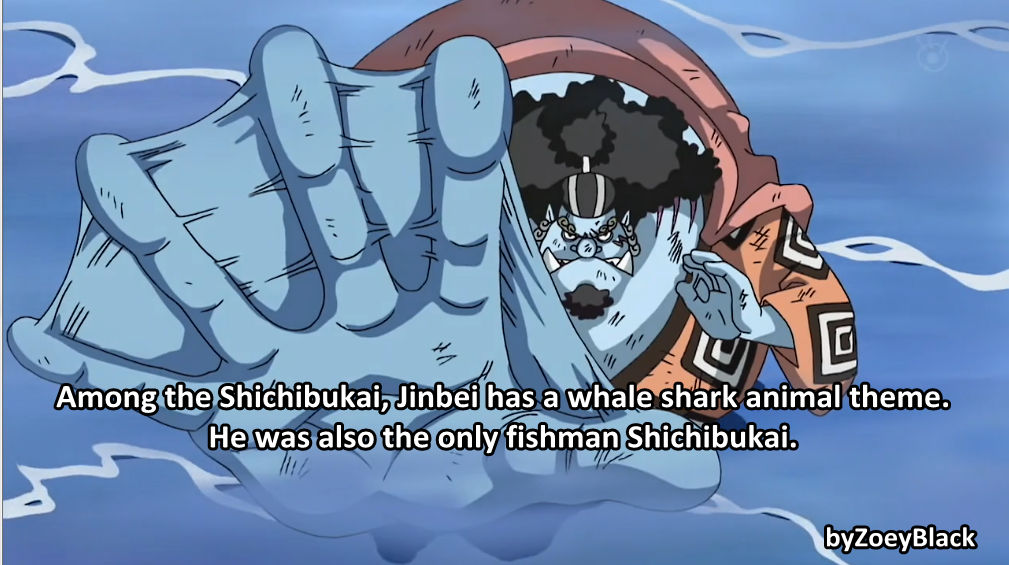 Among the Shichibukai, Jinbei has a whale shark animal theme.
He was also the only fishman Shichibukai.
byZoeyBlack